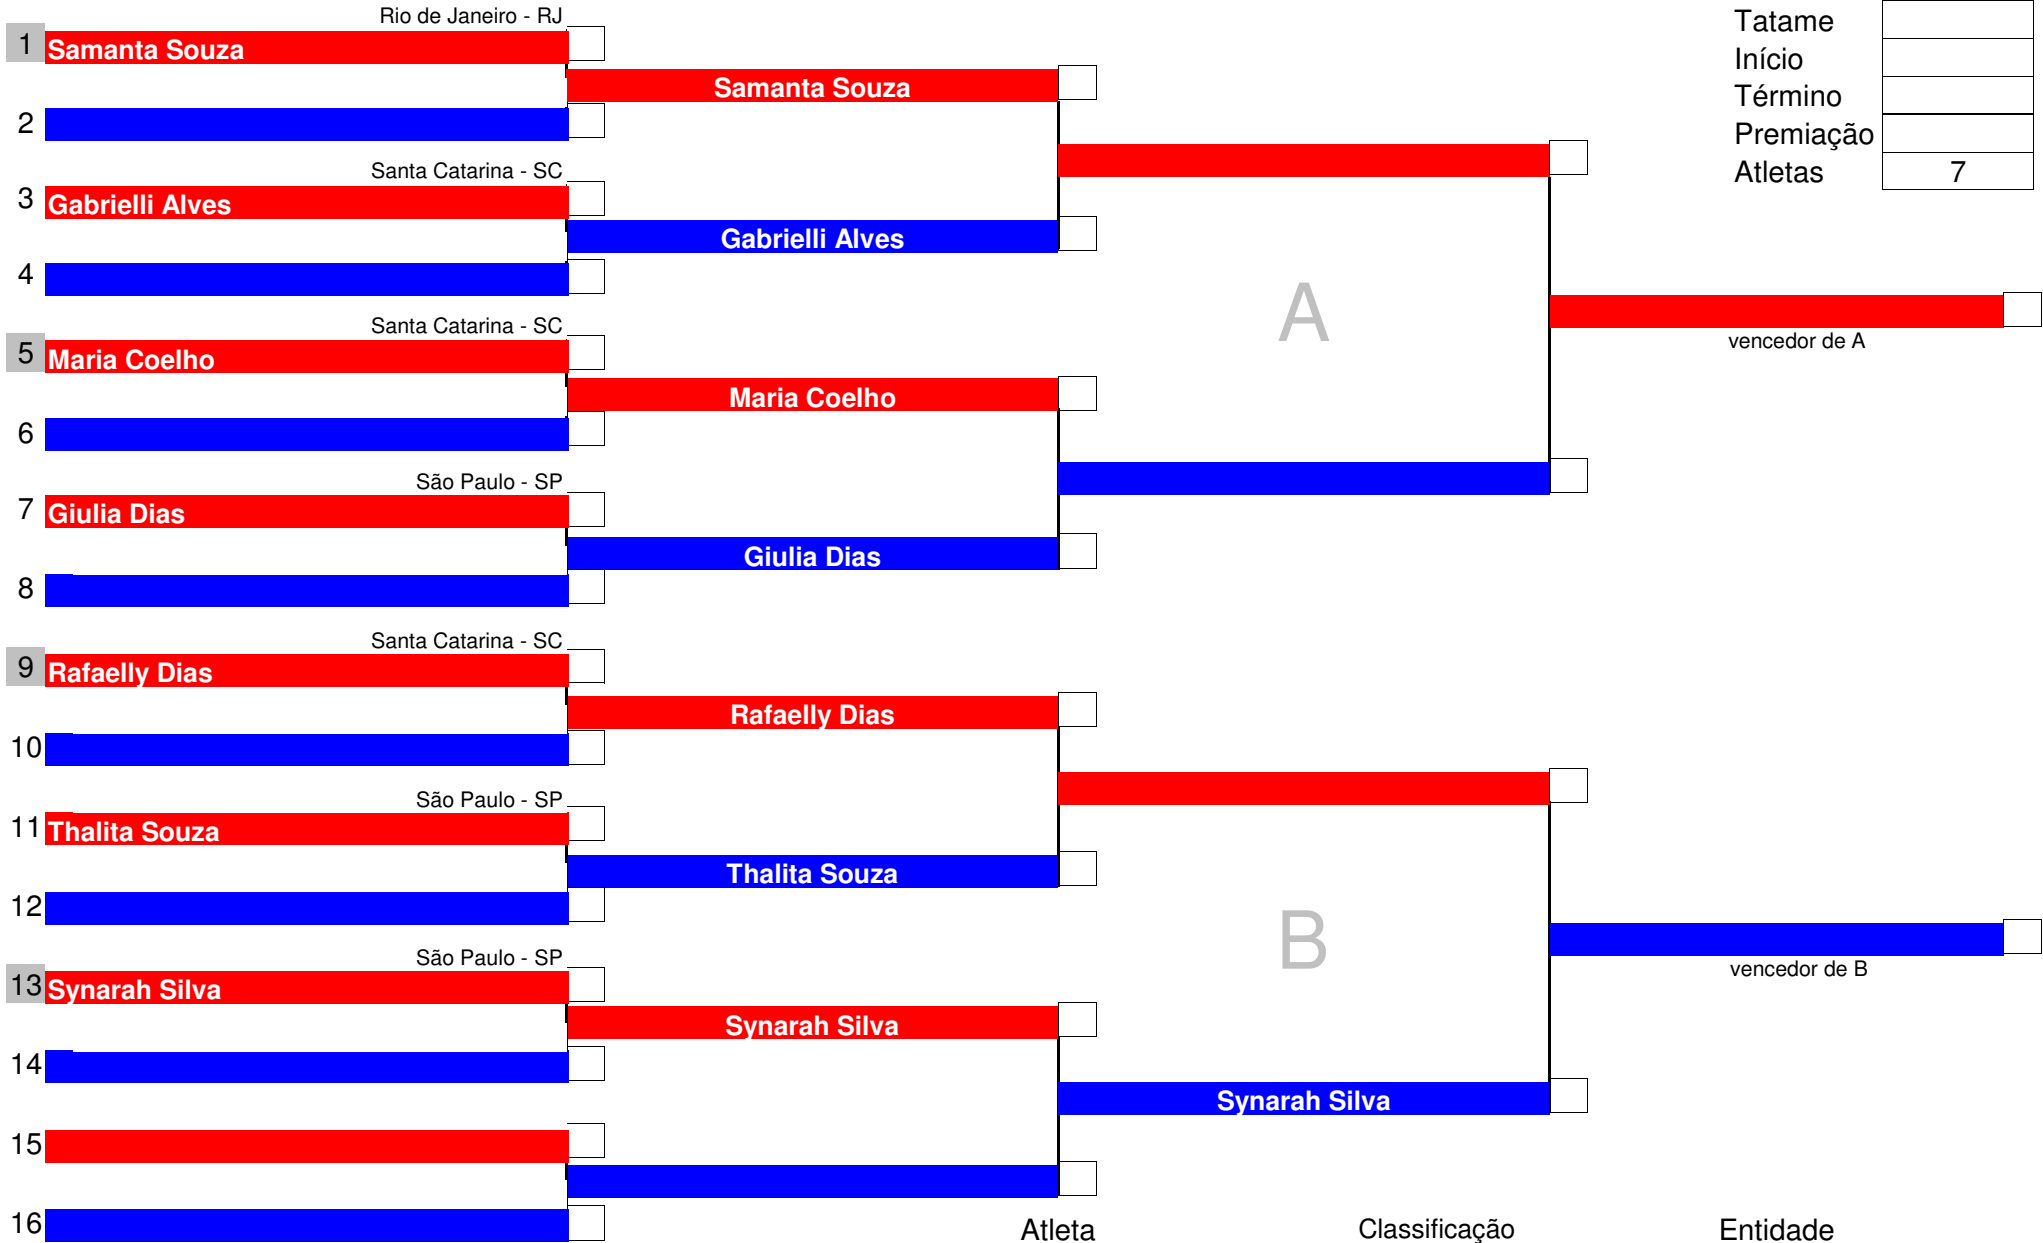 Rio de Janeiro - RJ
1 Samanta Souza
Samanta Souza
2
Santa Catarina - SC
3 Gabrielli Alves
Gabrielli Alves
4
Santa Catarina - SC
5 Maria Coelho
Maria Coelho
6
São Paulo - SP
7 Giulia Dias
Giulia Dias
8
A
vencedor de A
Santa Catarina - SC
9 Rafaelly Dias
Rafaelly Dias
10
São Paulo - SP
11 Thalita Souza
Thalita Souza
12
São Paulo - SP
13 Synarah Silva
Synarah Silva
14
Synarah Silva
15
16
B
vencedor de B
Tatame
Início
Término
Premiação
Atletas 7
Atleta Classificação Entidade